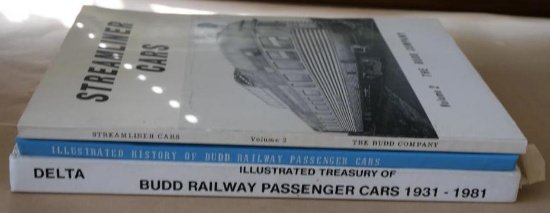 STREAMLINER
CARS
THE BUDD COMPANY
Volume 2
STREAMLINER CARS Volume 2 THE BUDD COMPANY
ILLUSTRATED HISTORY OF BUDD RAILWAY PASSENGER CARS
DELTA ILLUSTRATED TREASURY OF
BUDD RAILWAY PASSENGER CARS 1931 - 1981